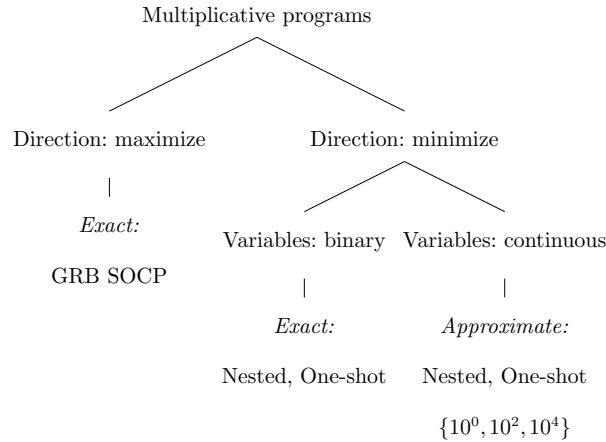 Multiplicative programs
Direction: maximize
Direction: minimize
Exact:
GRB SOCP
Variables: binary
Variables: continuous
Exact:
Approximate:
Nested, One-shot
Nested, One-shot
{10⁰, 10², 10⁴}